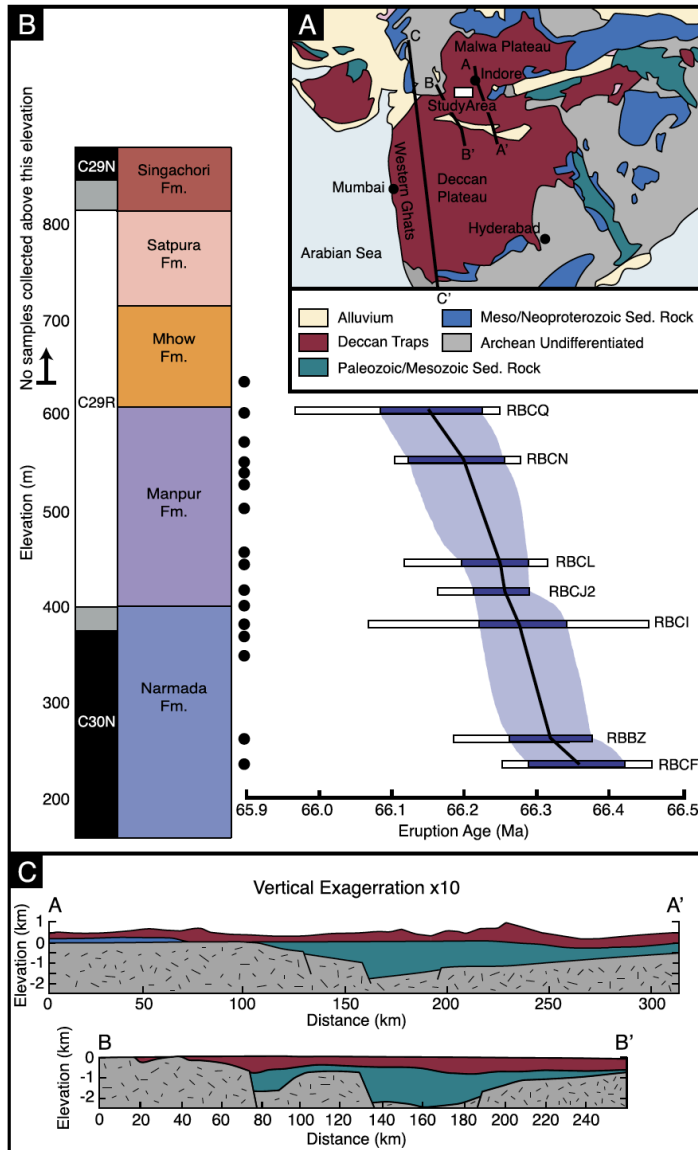 B
A
C
Malwa Plateau
A
Indore
B
StudyArea
B'
A'
Mumbai
Western Ghats
Deccan
Plateau
Hyderabad
Arabian Sea
C'
Alluvium
Deccan Traps
Paleozoic/Mesozoic Sed. Rock
Meso/Neoproterozoic Sed. Rock
Archean Undifferentiated
No samples collected above this elevation
Elevation (m)
800
700
600
500
400
300
200
C29N
C29R
C30N
Singachori
Fm.
Satpura
Fm.
Mhow
Fm.
Manpur
Fm.
Narmada
Fm.
RBCQ
RBCN
RBCL
RBCJ2
RBCI
RBBZ
RBCF
65.9
66.0
66.1
66.2
66.3
66.4
66.5
Eruption Age (Ma)
C
Vertical Exagerration x10
A
A'
Elevation (km)
1
0
-1
-2
0
50
100
150
200
250
300
Distance (km)
B
B'
Elevation (km)
0
-1
-2
0
20
40
60
80
100
120
140
160
180
200
220
240
Distance (km)